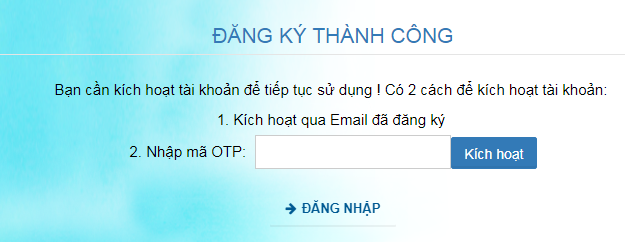 ĐĂNG KÝ THÀNH CÔNG
Bạn cần kích hoạt tài khoản để tiếp tục sử dụng ! Có 2 cách để kích hoạt tài khoản:
1. Kích hoạt qua Email đã đăng ký
2. Nhập mã OTP: Kích hoạt
ĐĂNG NHẬP